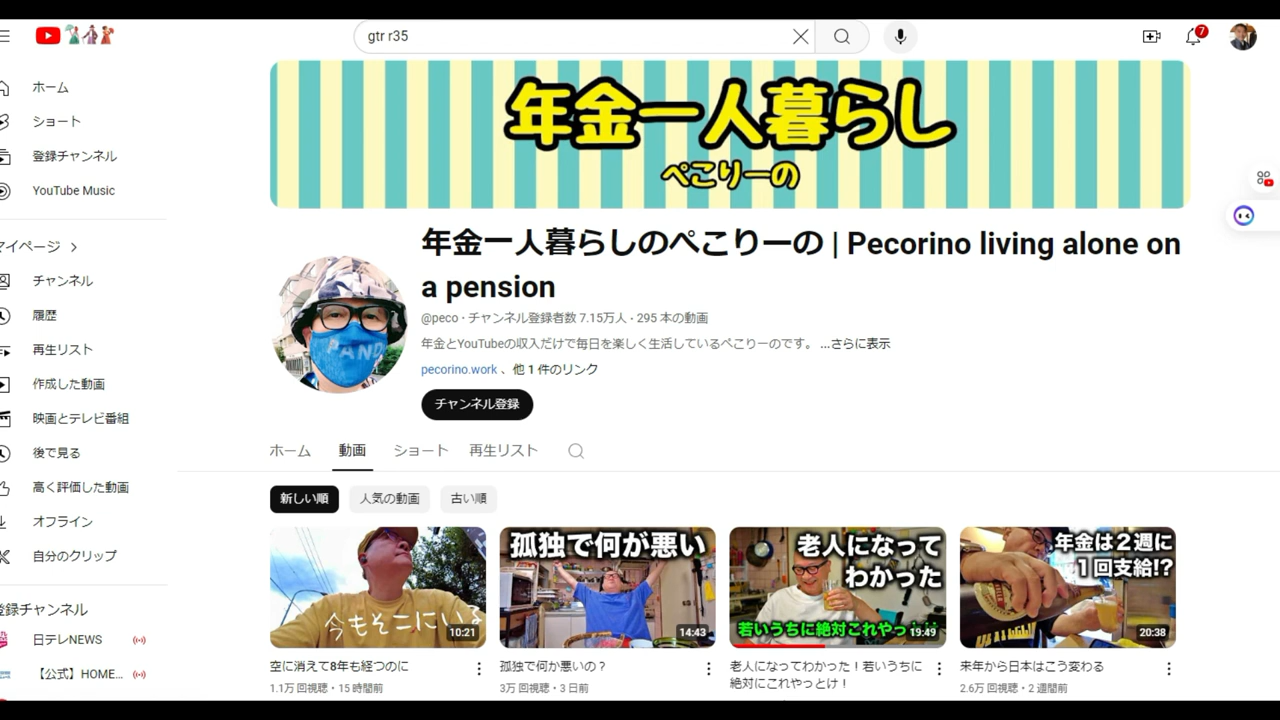 gtr r35
7
ホーム
ショート
登録チャンネル
YouTube Music
マイページ
チャンネル
履歴
再生リスト
作成した動画
映画とテレビ番組
後で見る
高く評価した動画
オフライン
自分のクリップ
登録チャンネル
日テレNEWS
【公式】HOME...
年金一人暮らし
ぺこりーの
年金一人暮らしのぺこりーの | Pecorino living alone on
a pension
@peco・チャンネル登録者数 7.15万人・295 本の動画
年金とYouTubeの収入だけで毎日を楽しく生活しているぺこりーのです。 ...さらに表示
pecorino.work 、他 1 件のリンク
チャンネル登録
ホーム 動画 ショート 再生リスト
新しい順 人気の動画 古い順
今もそこにいる
10:21
孤独で何が悪い
14:43
老人になって
わかった
若いうちに絶対これやっ
19:49
年金は2週に
1回支給!?
20:38
空に消えて8年も経つのに
1.1万 回視聴・15 時間前
孤独で何か悪いの？
3万 回視聴・3 日前
老人になってわかった！若いうちに
絶対にこれやっとけ！
来年から日本はこう変わる
2.6万 回視聴・2 週間前